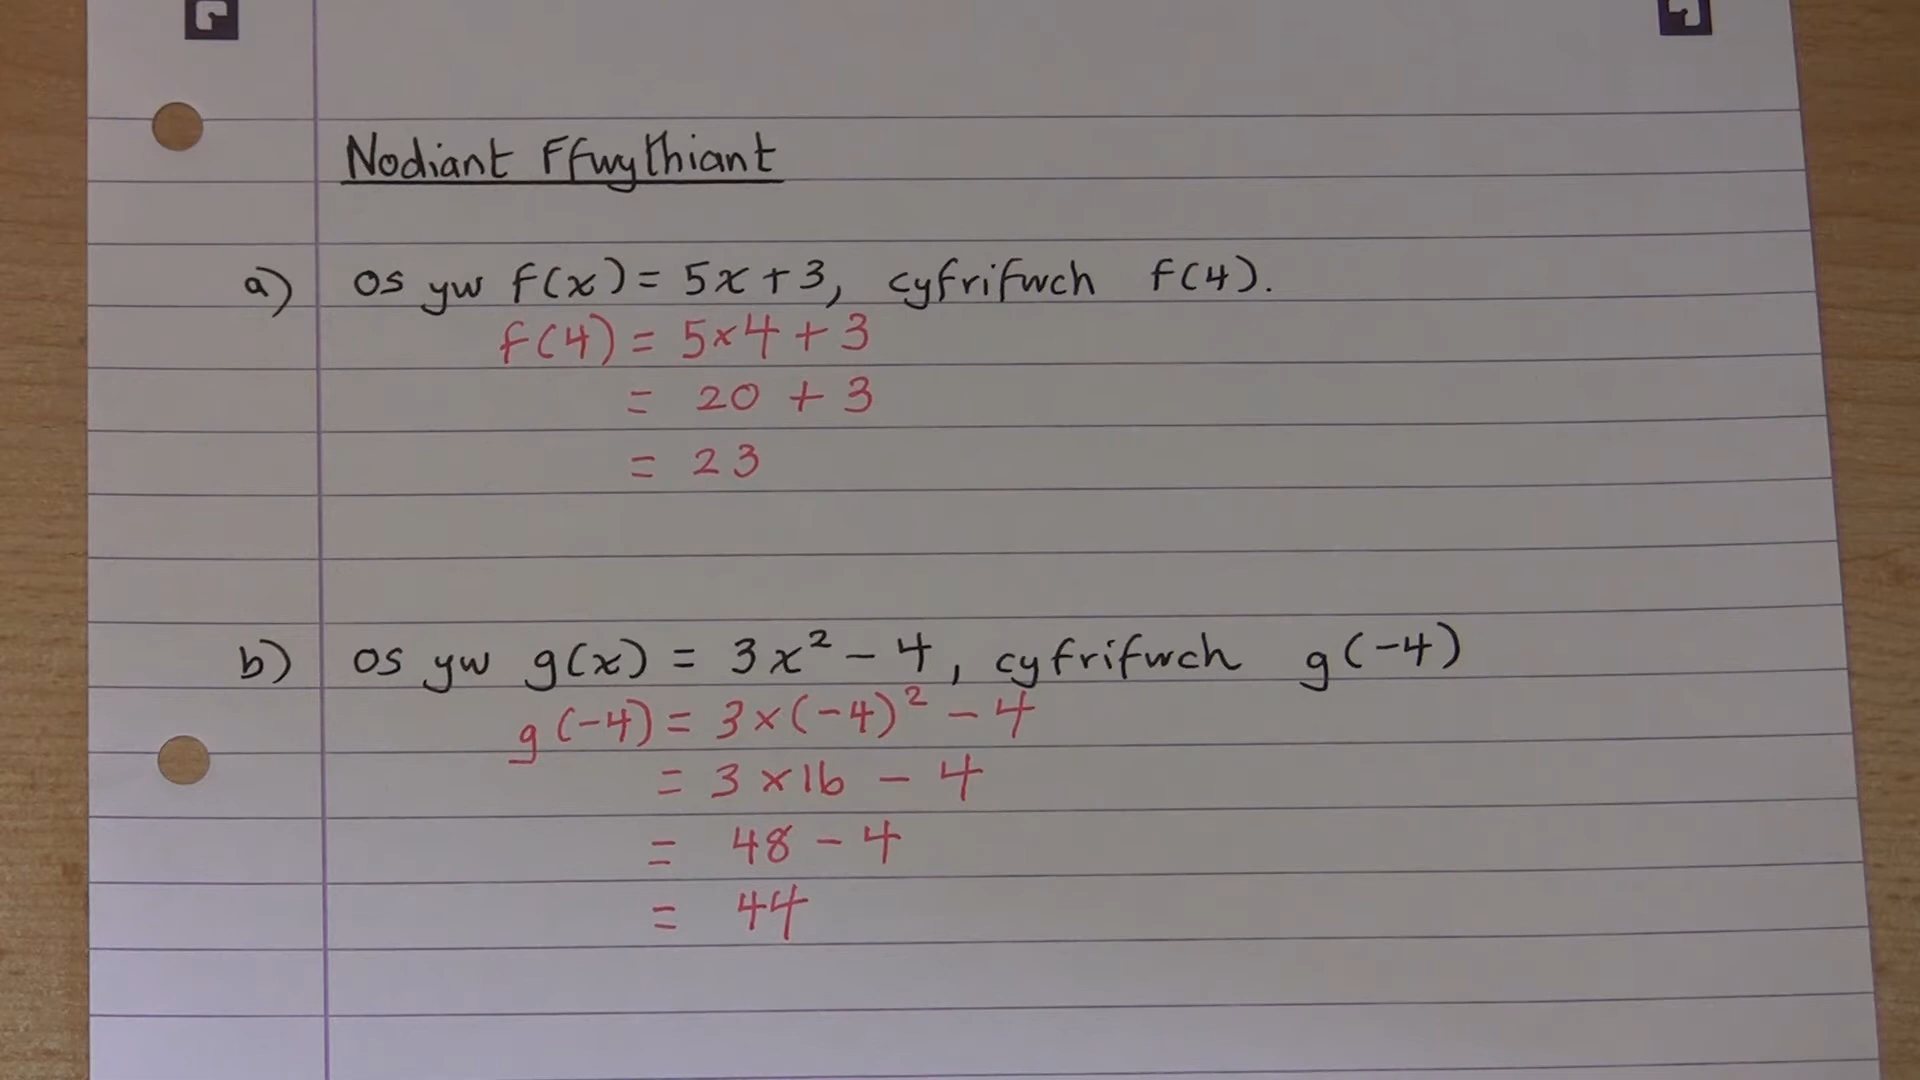 Nodiant Ffwythiant
a) os yw f(x) = 5x + 3, cyfrifwch f(4).
f(4) = 5×4 + 3
= 20 + 3
= 23
b) os yw g(x) = 3x² - 4, cyfrifwch g(-4)
g(-4) = 3×(-4)² - 4
= 3×16 - 4
= 48 - 4
= 44